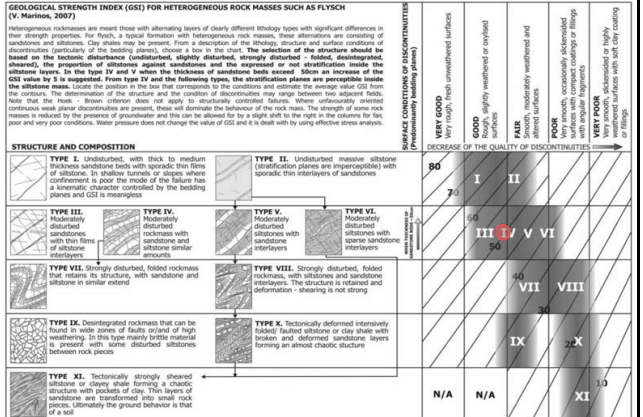 GEOLOGICAL STRENGTH INDEX (GSI) FOR HETEROGENEOUS ROCK MASSES SUCH AS FLYSCH
(V. Marinos, 2007)
Heterogeneous rockmasses are meant those with alternating layers of clearly different lithology types with significant differences in
their strength properties. For flysch, a typical formation with heterogeneous rock masses, these alternations are consisting of
sandstones and siltstones. Clay shales may be present. From a description of the lithology, structure and surface conditions of
discontinuities (particularly of the bedding planes), choose a box in the chart. The selection of the structure should be
based on the tectonic disturbance (undisturbed, slightly disturbed, strongly disturbed - folded, desintegrated,
sheared), the proportion of siltstones against sandstones and the expressed or not stratification inside the
siltstone layers. In the type IV and V when the thickness of sandstone beds exceed 50cm an increase of the
GSI value by 5 is suggested. From type IV and the following types, the stratification planes are perceptible inside
the siltstone mass. Locate the position in the box that corresponds to the conditions and estimate the average value GSI from
the contours. The determination of the structure and the condition of discontinuities may range between two adjacent fields.
Note that the Hook - Brown criterion does not apply to structurally controlled failures. Where unfavourably oriented
continuous weak planar discontinuities are present, these will dominate the behaviour of the rock mass. The strength of some rock
masses is reduced by the presence of groundwater and this can be allowed for by a slight shift to the right in the columns for fair,
poor and very poor conditions. Water pressure does not change the value of GSI and it is dealt with by using effective stress analysis.
STRUCTURE AND COMPOSITION
SURFACE CONDITIONS OF DISCONTINUITIES
(Predominantly bedding planes)
VERY GOOD
Very rough, fresh unweathered surfaces
GOOD
Rough, slightly weathered or oxylised
surfaces
FAIR
Smooth, moderately weathered and
altered surfaces
POOR
Very smooth, occasionally slickensided
surfaces with compact coatings or fillings
with angular fragments
VERY POOR
Very smooth, slickensided or highly
weathered surfaces with soft clay coating
or fillings
DECREASE OF THE QUALITY OF DISCONTINUITIES
TYPE I. Undisturbed, with thick to medium
thickness sandstone beds with sporadic thin films
of siltstone. In shallow tunnels or slopes where
confinement is poor the mode of the failure has
a kinematic character controlled by the bedding
planes and GSI is meanigless
TYPE II. Undisturbed massive siltstone
(stratification planes are imperceptible) with
sporadic thin interlayers of sandstones
80
70
I
II
TYPE III.
Moderately
disturbed
sandstones
with thin films
of siltstone
interlayers
TYPE IV.
Moderately
disturbed
rockmass with
sandstone and
siltstone similar
amounts
TYPE V.
Moderately
disturbed
siltstones with
sandstone
interlayers
TYPE VI.
Moderately
disturbed
siltstones with
sparse sandstone
interlayers
60
III IV V VI
50
TYPE VII. Strongly disturbed, folded rockmass
that retains its structure, with sandstone and
siltstone in similar extend
TYPE VIII. Strongly disturbed, folded
rockmass, with siltstones and sandstone
interlayers. The structure is retained and
deformation - shearing is not strong
40
VII VIII
30
TYPE IX. Desintegrated rockmass that can be
found in wide zones of faults or/and of high
weathering. In this type mainly brittle material
is present with some disturbed siltstones
between rock pieces
TYPE X. Tectonically deformed intensively
folded/ faulted siltstone or clay shale with
broken and deformed sandstone layers
forming an almost chaotic stucture
IX
X
20
TYPE XI. Tectonically strongly sheared
siltstone or clayey shale forming a chaotic
structure with pockets of clay. Thin layers of
sandstone are transformed into small rock
pieces. Ultimately the ground behavior is that
of a soil
N/A
N/A
XI
10